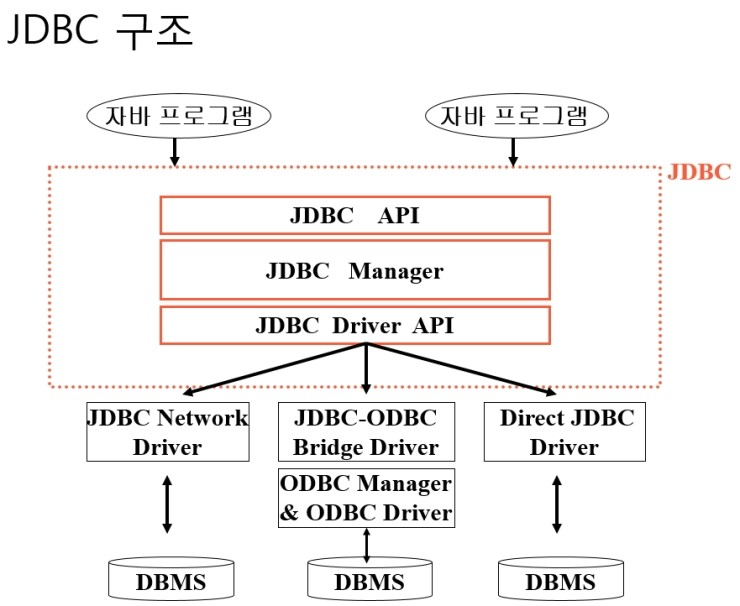 JDBC 구조
자바 프로그램
자바 프로그램
JDBC
JDBC API
JDBC Manager
JDBC Driver API
JDBC Network
Driver
JDBC-ODBC
Bridge Driver
Direct JDBC
Driver
ODBC Manager
& ODBC Driver
DBMS
DBMS
DBMS